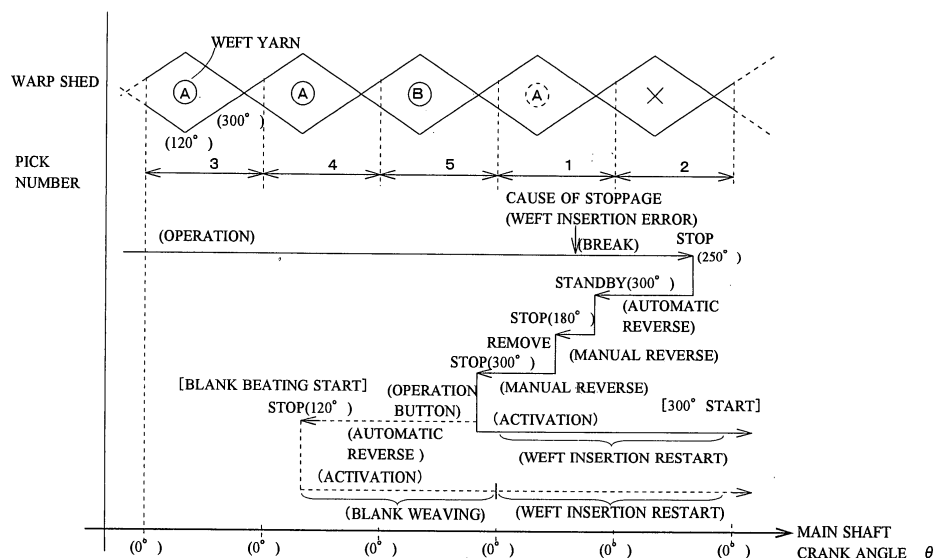 WEFT YARN
WARP SHED
A
A
B
A
(300°)
(120°)
PICK
NUMBER
3
4
5
1
2
CAUSE OF STOPPAGE
(WEFT INSERTION ERROR)
(OPERATION)
(BREAK)
STOP
(250°)
STANDBY(300°)
(AUTOMATIC
REVERSE)
STOP(180°)
REMOVE
(MANUAL REVERSE)
STOP(300°)
[BLANK BEATING START]
(OPERATION
BUTTON)
(MANUAL REVERSE)
STOP(120°)
[300° START]
(ACTIVATION)
(AUTOMATIC
REVERSE)
(WEFT INSERTION RESTART)
(ACTIVATION)
(BLANK WEAVING)
(WEFT INSERTION RESTART)
(0°)
(0°)
(0°)
(0°)
(0°)
(0°)
MAIN SHAFT
CRANK ANGLE θ